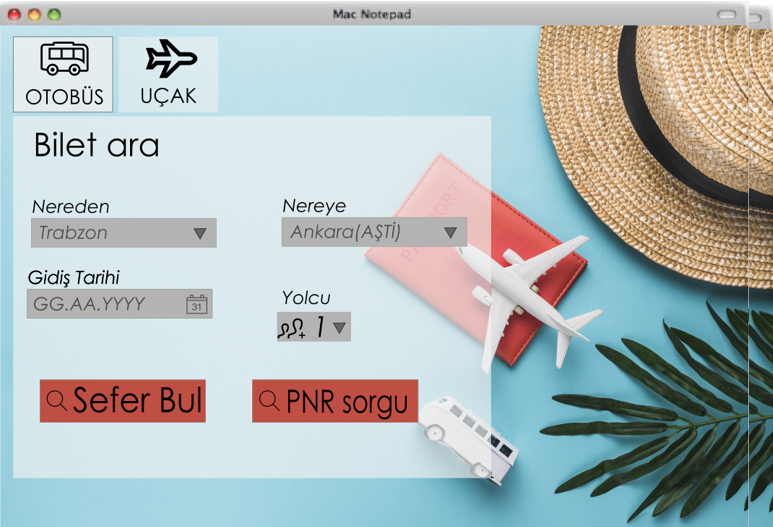 Mac Notepad
OTOBÜS
UÇAK
Bilet ara
Nereden
Nereye
Trabzon
Ankara(AŞTİ)
PASSPORT
Gidiş Tarihi
GG.AA.YYYY
31
Yolcu
1
Sefer Bul
PNR sorgu